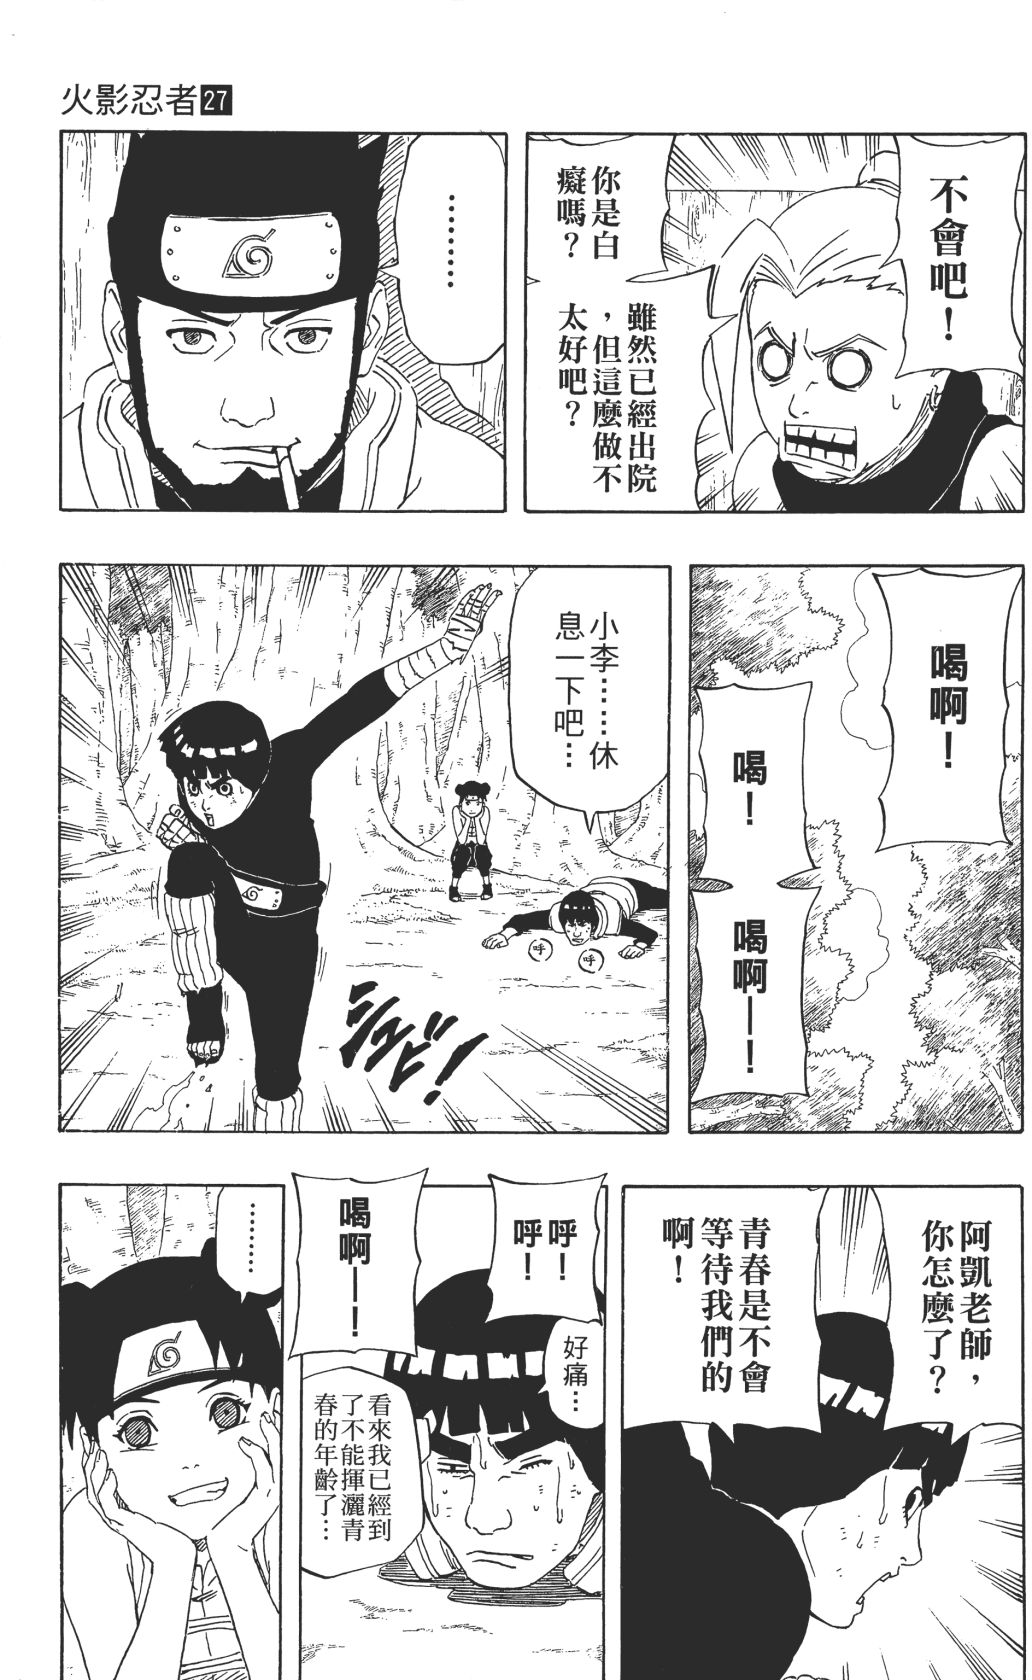 火影忍者27
不會吧！
你是白
癡嗎？
雖然已經出院
，但這麼做不
太好吧？
………
喝啊！
喝！
喝啊——！
小李……休
息一下吧…
呼
呼
シュビッ！
阿凱老師，
你怎麼了？
青春是不會
等待我們的
啊！
呼！
呼！
好痛…
喝啊——！
看來我已經到
了不能揮灑青
春的年齡了…
………